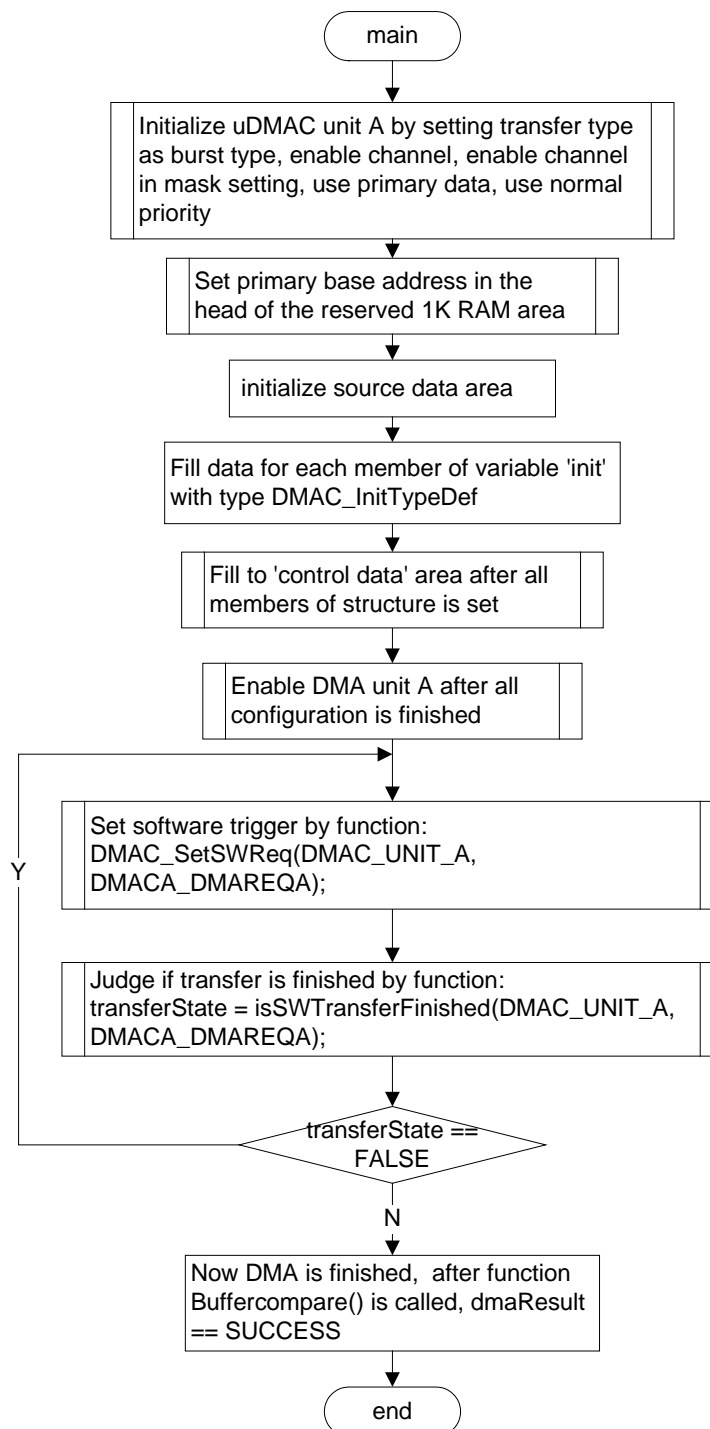 main
Initialize uDMAC unit A by setting transfer type
as burst type, enable channel, enable channel
in mask setting, use primary data, use normal
priority
Set primary base address in the
head of the reserved 1K RAM area
initialize source data area
Fill data for each member of variable 'init'
with type DMAC_InitTypeDef
Fill to 'control data' area after all
members of structure is set
Enable DMA unit A after all
configuration is finished
Set software trigger by function:
DMAC_SetSWReq(DMAC_UNIT_A,
DMACA_DMAREQA);
Y
Judge if transfer is finished by function:
transferState = isSWTransferFinished(DMAC_UNIT_A,
DMACA_DMAREQA);
transferState ==
FALSE
N
Now DMA is finished,  after function
Buffercompare() is called, dmaResult
== SUCCESS
end